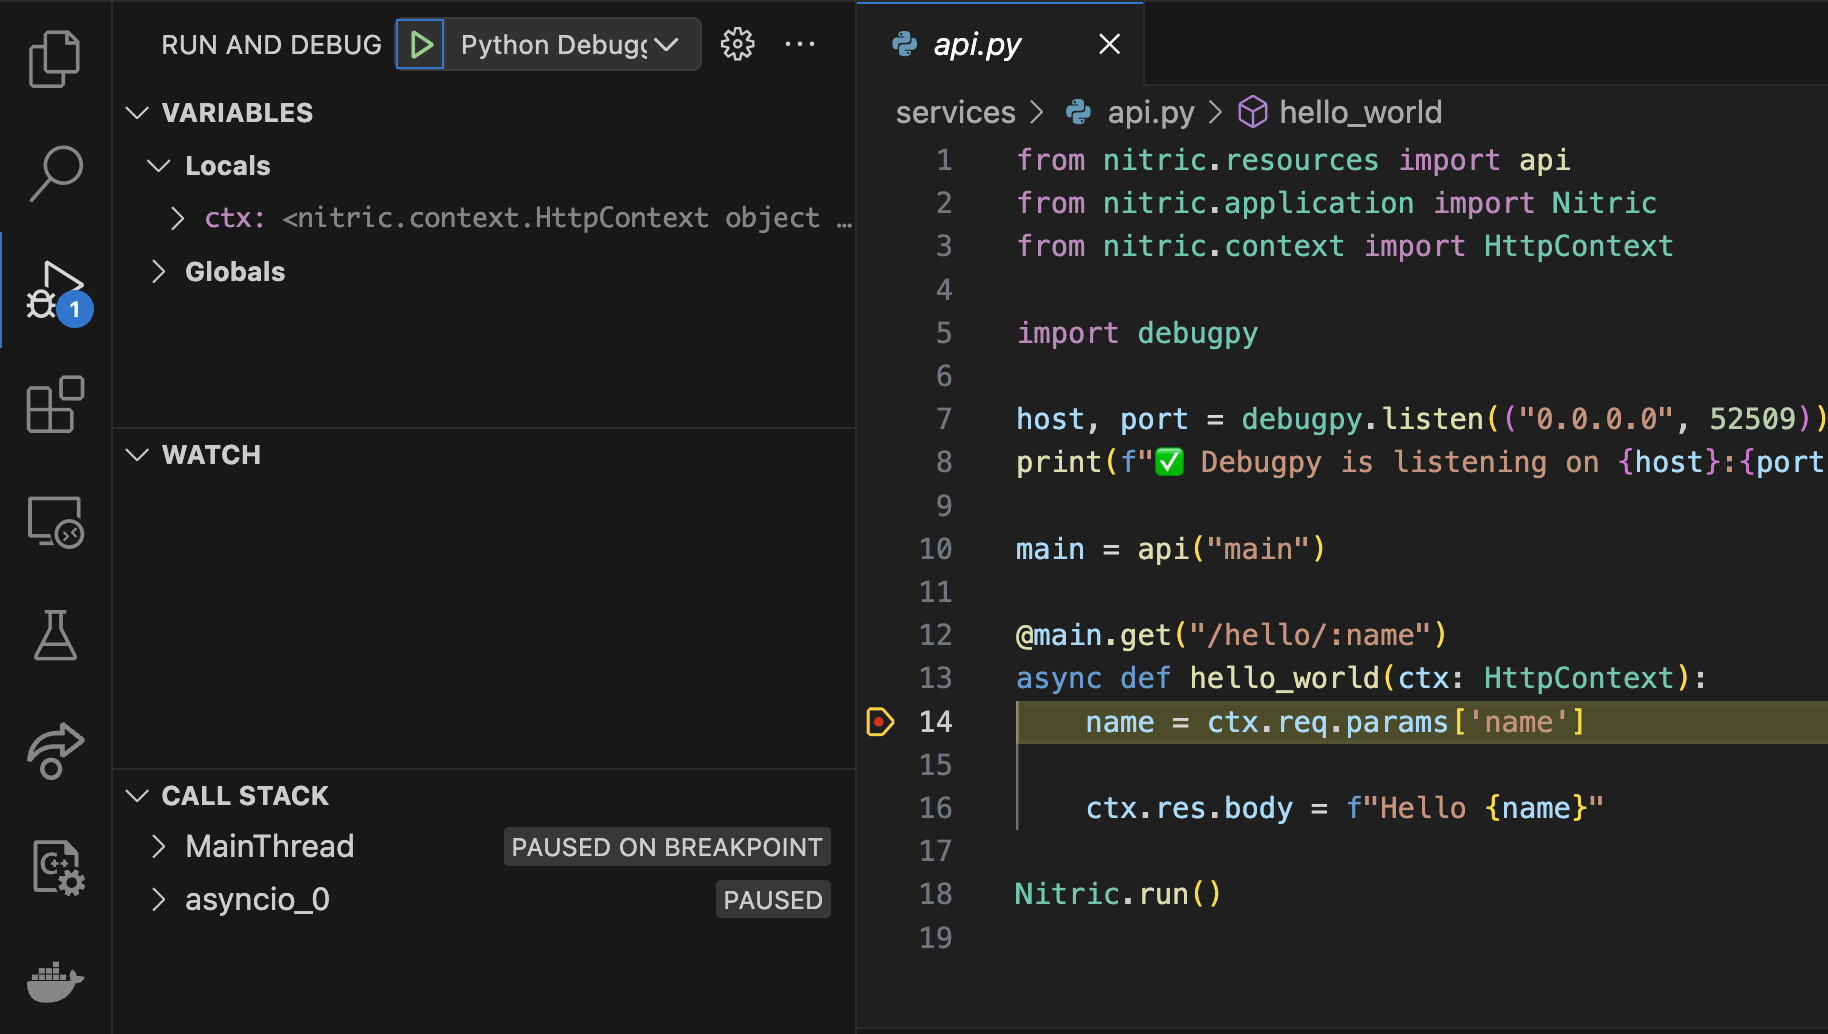 RUN AND DEBUG
Python Debugg
VARIABLES
Locals
ctx: <nitric.context.HttpContext object …
Globals
1
WATCH
CALL STACK
MainThread PAUSED ON BREAKPOINT
asyncio_0 PAUSED
C++
api.py
services > api.py > hello_world
1 from nitric.resources import api
2 from nitric.application import Nitric
3 from nitric.context import HttpContext
4
5 import debugpy
6
7 host, port = debugpy.listen(("0.0.0.0", 52509))
8 print(f"✅ Debugpy is listening on {host}:{port
9
10 main = api("main")
11
12 @main.get("/hello/:name")
13 async def hello_world(ctx: HttpContext):
14 name = ctx.req.params['name']
15
16 ctx.res.body = f"Hello {name}"
17
18 Nitric.run()
19